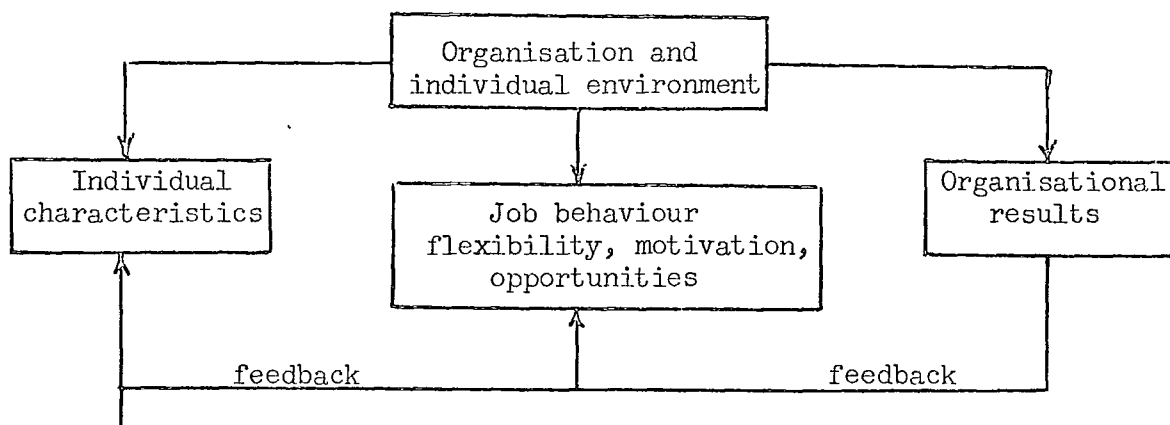 Organisation and
individual environment
Individual
characteristics
Job behaviour
flexibility, motivation,
opportunities
Organisational
results
feedback
feedback